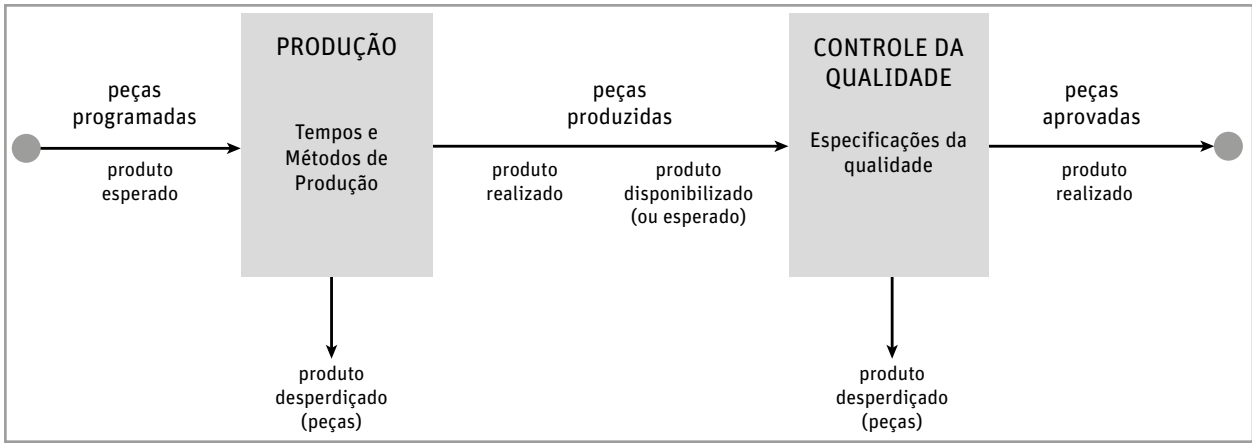 peças
programadas
produto
esperado
PRODUÇÃO
Tempos e
Métodos de
Produção
produto
desperdiçado
(peças)
peças
produzidas
produto
realizado
produto
disponibilizado
(ou esperado)
CONTROLE DA
QUALIDADE
Especificações da
qualidade
produto
desperdiçado
(peças)
peças
aprovadas
produto
realizado